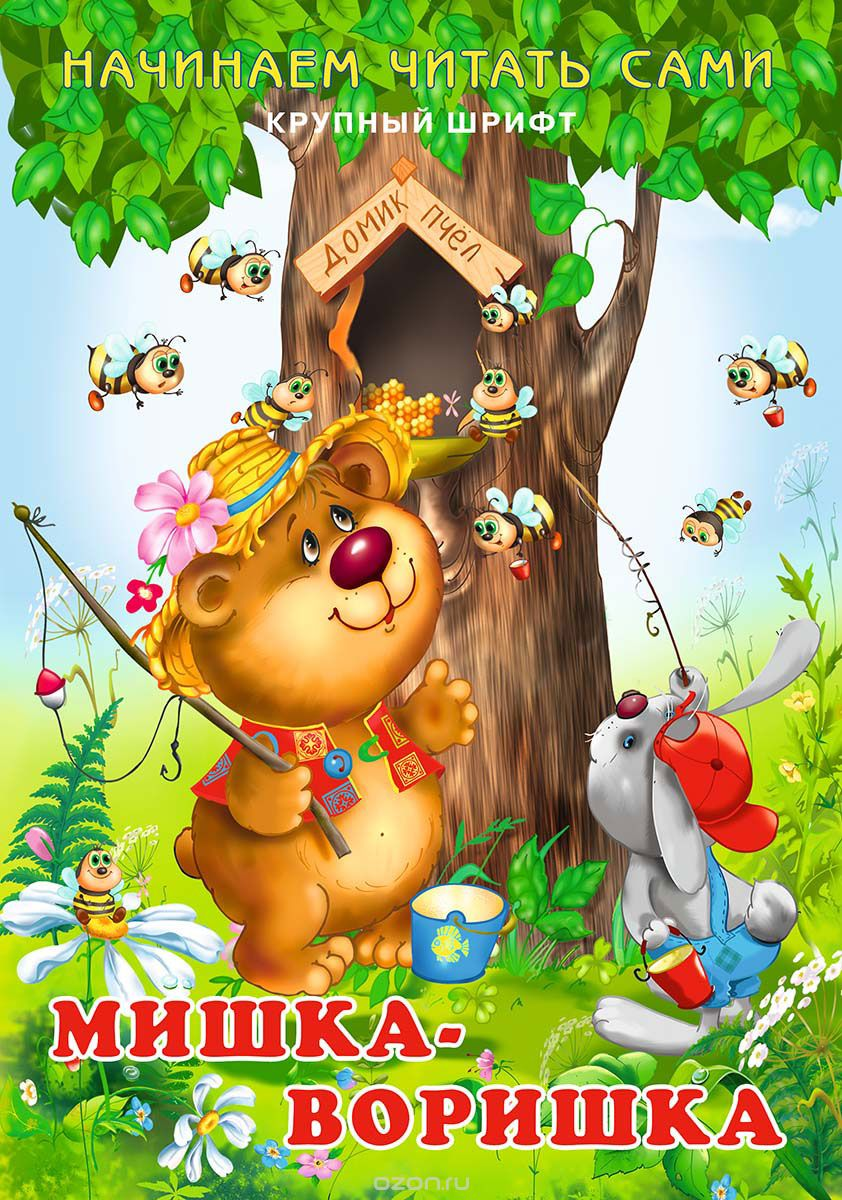 НАЧИНАЕМ ЧИТАТЬ САМИ
КРУПНЫЙ ШРИФТ
ДОМИК ПЧЁЛ
МИШКА-
ВОРИШКА
ozon.ru